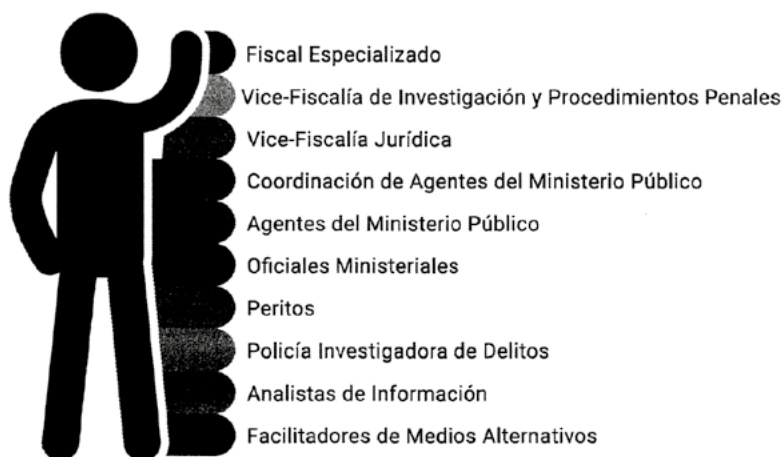 Fiscal Especializado
Vice-Fiscalía de Investigación y Procedimientos Penales
Vice-Fiscalía Jurídica
Coordinación de Agentes del Ministerio Público
Agentes del Ministerio Público
Oficiales Ministeriales
Peritos
Policía Investigadora de Delitos
Analistas de Información
Facilitadores de Medios Alternativos